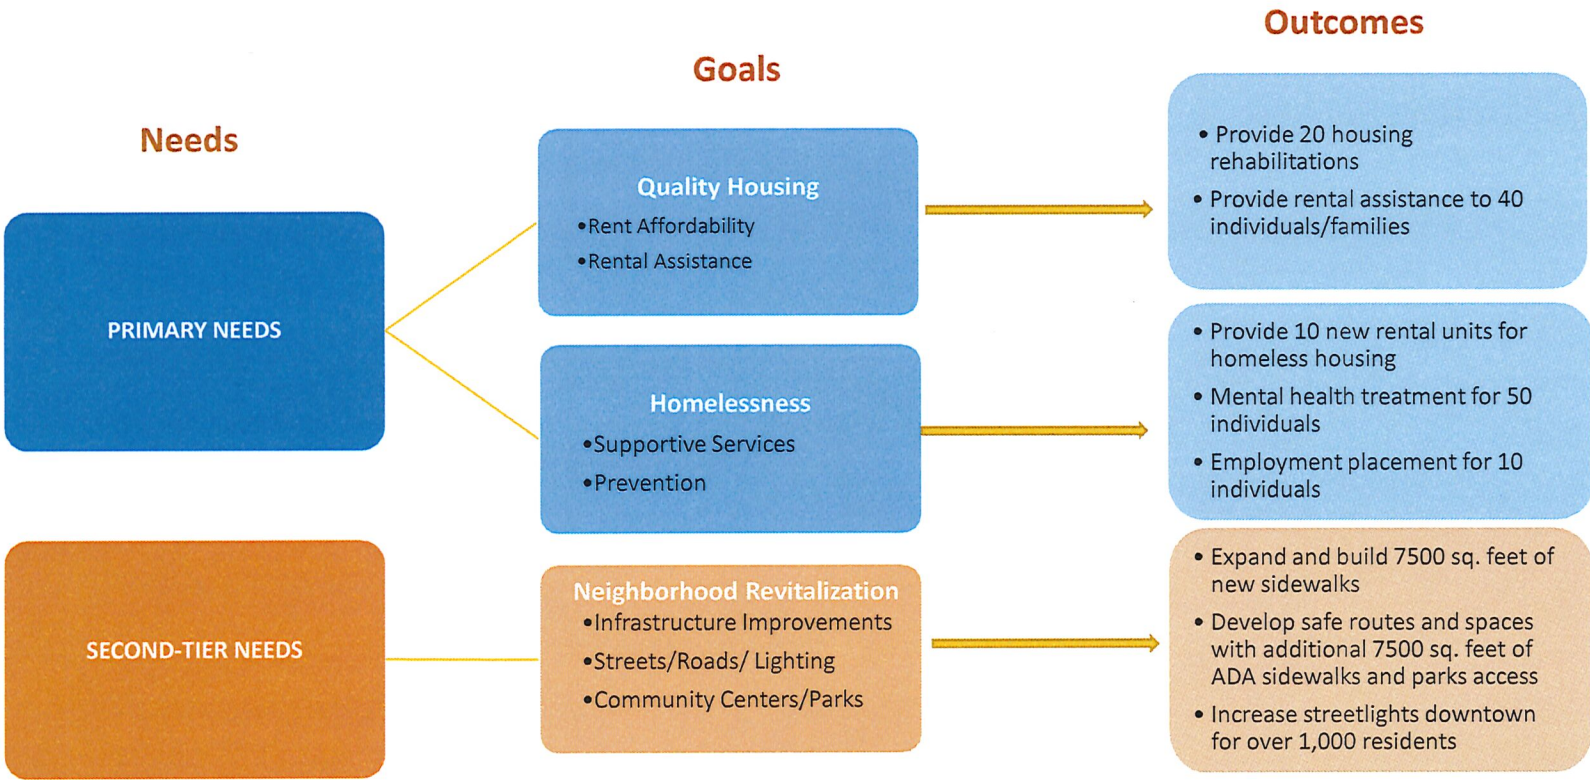 Needs
PRIMARY NEEDS
SECOND-TIER NEEDS
Goals
Quality Housing
•Rent Affordability
•Rental Assistance
Homelessness
•Supportive Services
•Prevention
Neighborhood Revitalization
•Infrastructure Improvements
•Streets/Roads/ Lighting
•Community Centers/Parks
Outcomes
• Provide 20 housing
rehabilitations
• Provide rental assistance to 40
individuals/families
• Provide 10 new rental units for
homeless housing
• Mental health treatment for 50
individuals
• Employment placement for 10
individuals
• Expand and build 7500 sq. feet of
new sidewalks
• Develop safe routes and spaces
with additional 7500 sq. feet of
ADA sidewalks and parks access
• Increase streetlights downtown
for over 1,000 residents